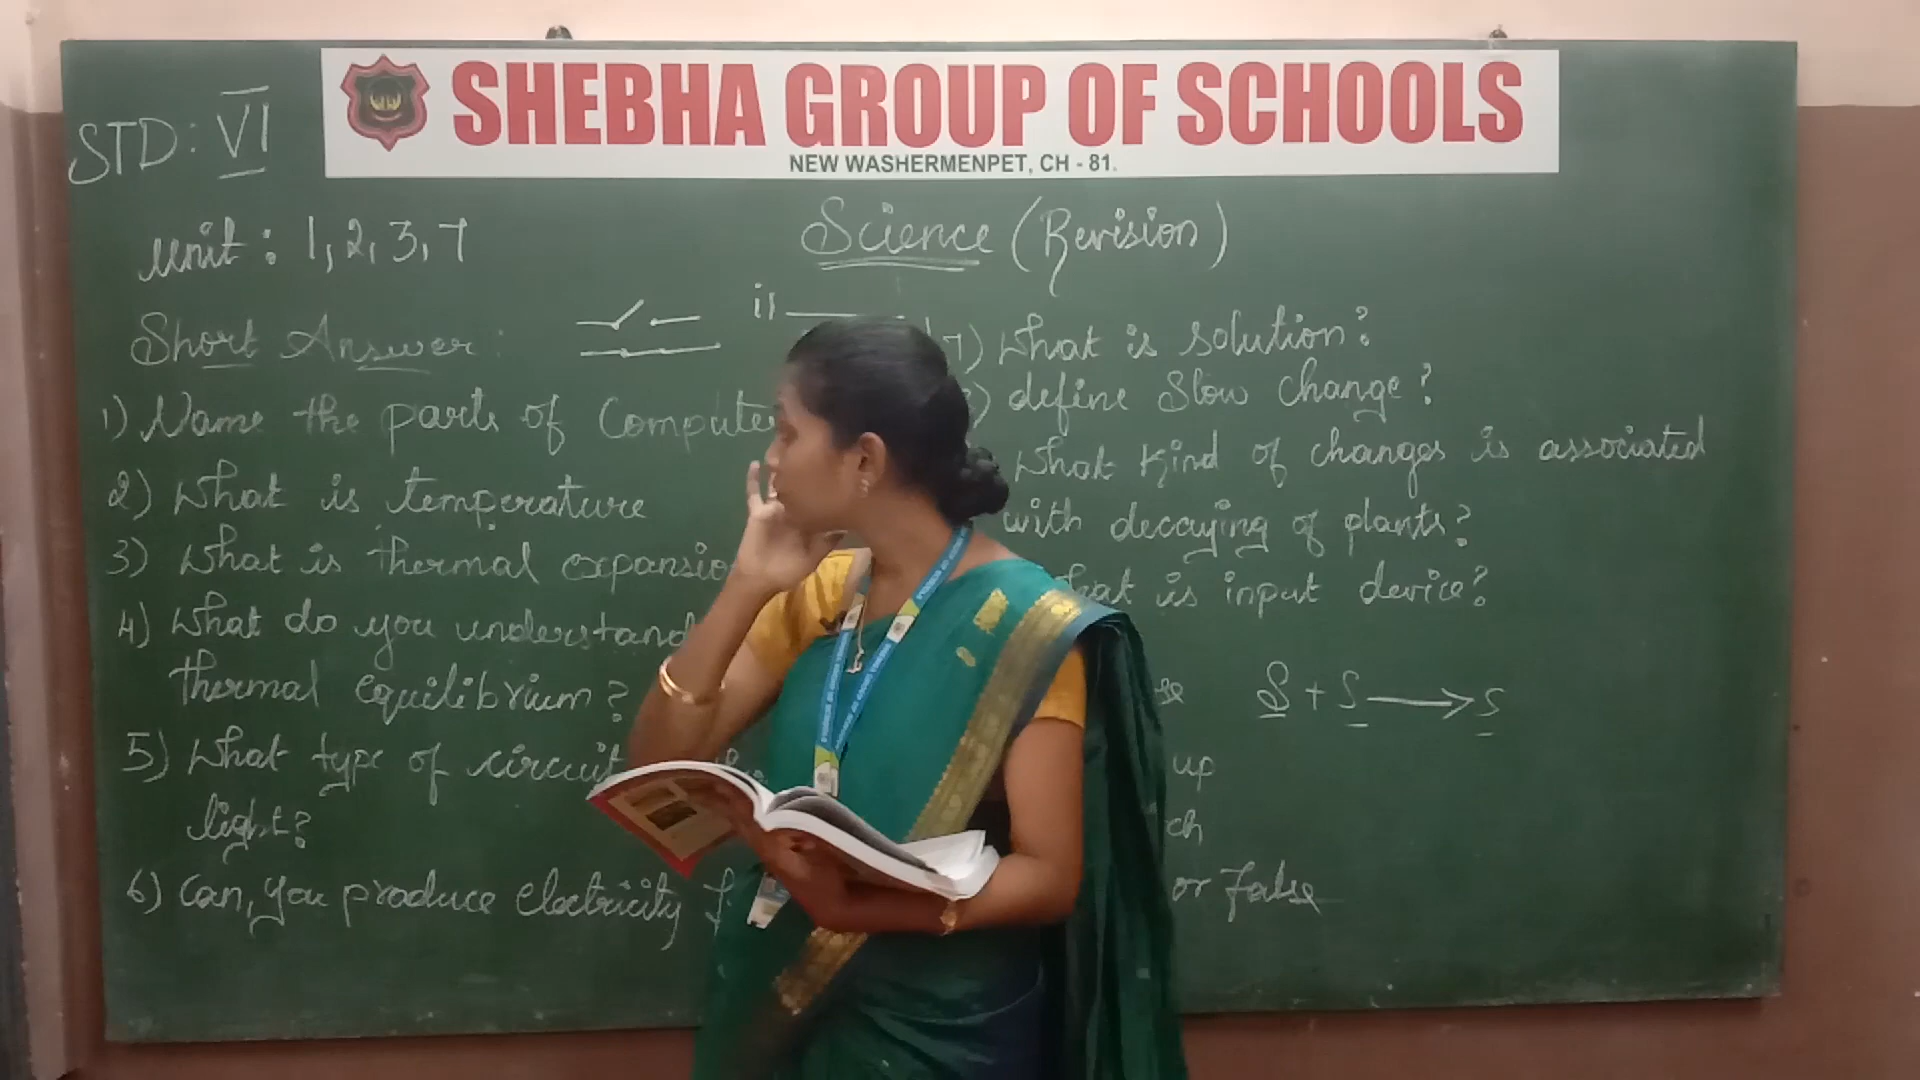 SHEBHA GROUP OF SCHOOLS
NEW WASHERMENPET, CH - 81.
STD: VI
Unit : 1, 2, 3, 7
Science (Revision)
Short Answer :
1) Name the parts of Computer
2) What is temperature
3) What is thermal expansio
4) What do you understand
thermal equilibrium?
5) What type of circuit
light?
6) Can, you produce electricity f
7) What is solution?
) define Slow change?
What kind of changes is associated
with decaying of plants?
hat is input device?
se S + S → S
up
ch
or False